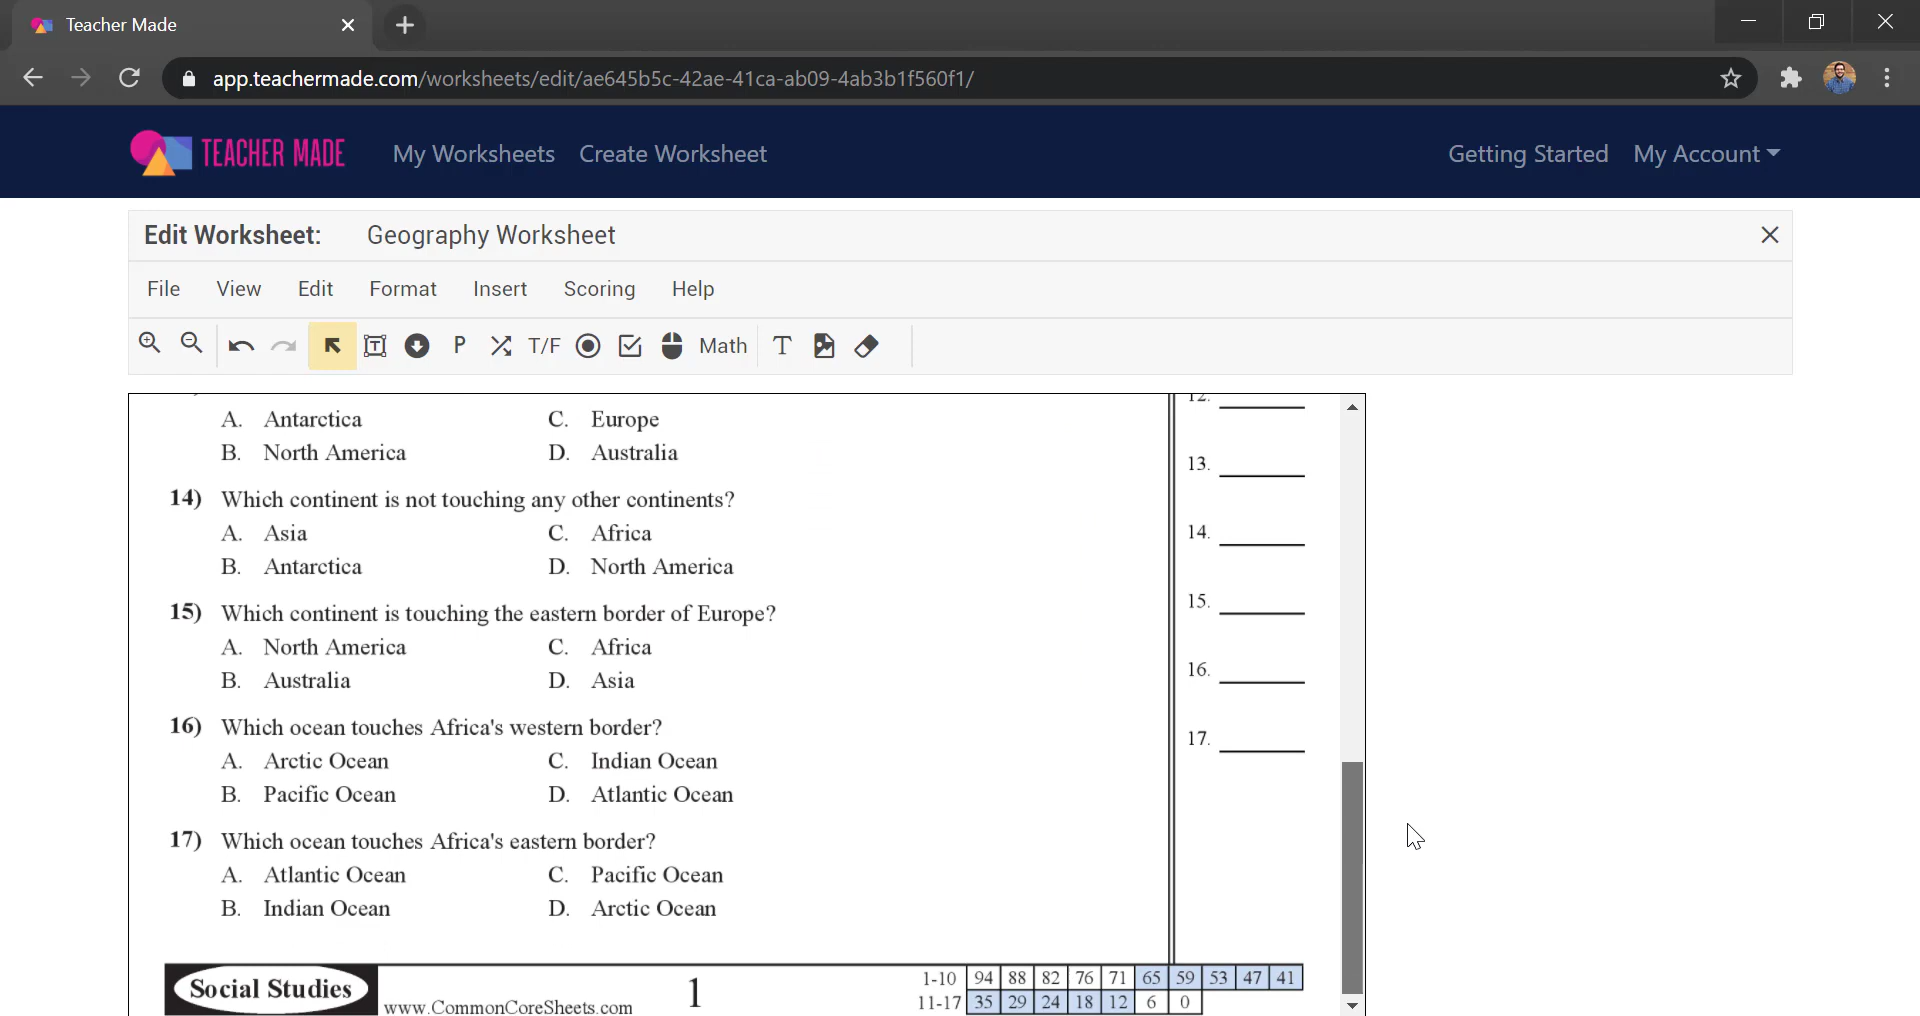 Teacher Made
app.teachermade.com/worksheets/edit/ae645b5c-42ae-41ca-ab09-4ab3b1f560f1/
TEACHER MADE My Worksheets Create Worksheet Getting Started My Account
Edit Worksheet: Geography Worksheet
File View Edit Format Insert Scoring Help
T P T/F Math T
12.
A. Antarctica C. Europe
B. North America D. Australia
13.
14) Which continent is not touching any other continents?
A. Asia C. Africa
14.
B. Antarctica D. North America
15) Which continent is touching the eastern border of Europe?
15.
A. North America C. Africa
B. Australia D. Asia
16.
16) Which ocean touches Africa's western border?
17.
A. Arctic Ocean C. Indian Ocean
B. Pacific Ocean D. Atlantic Ocean
17) Which ocean touches Africa's eastern border?
A. Atlantic Ocean C. Pacific Ocean
B. Indian Ocean D. Arctic Ocean
Social Studies www.CommonCoreSheets.com 1
1-10 94 88 82 76 71 65 59 53 47 41
11-17 35 29 24 18 12 6 0